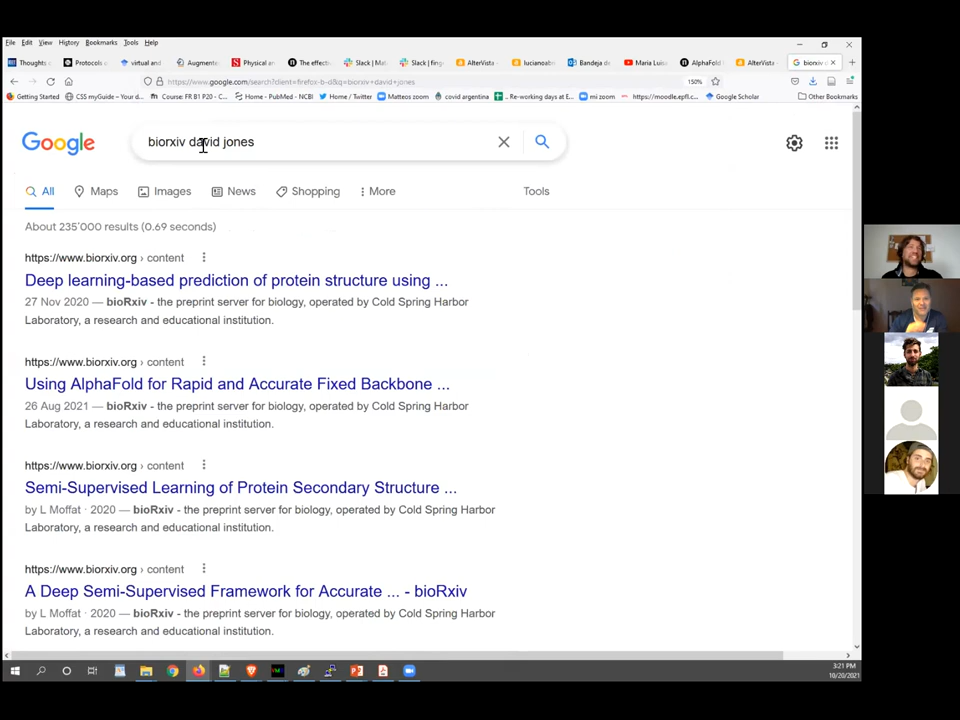 File Edit View History Bookmarks Tools Help
Thoughts
Protocols
virtual and
Augmente
Physical an
The effect
Slack | Mat
Slack | fing
AlterVista -
lucianoabr
Bandeja de
Maria Luisa
AlphaFold
AlterVista -
biorxiv d
https://www.google.com/search?client=firefox-b-d&q=biorxiv+david+jones
150%
Getting Started
CSS myGuide – Your d...
Course: FR B1 P20 - C...
Home - PubMed - NCBI
Home / Twitter
Matteos zoom
covid argentina
.. Re-working days at E...
mi zoom
https://moodle.epfl.c...
Google Scholar
Other Bookmarks
Google
biorxiv david jones
All Maps Images News Shopping More Tools
About 235'000 results (0.69 seconds)
https://www.biorxiv.org › content
Deep learning-based prediction of protein structure using ...
27 Nov 2020 — bioRxiv - the preprint server for biology, operated by Cold Spring Harbor
Laboratory, a research and educational institution.
https://www.biorxiv.org › content
Using AlphaFold for Rapid and Accurate Fixed Backbone ...
26 Aug 2021 — bioRxiv - the preprint server for biology, operated by Cold Spring Harbor
Laboratory, a research and educational institution.
https://www.biorxiv.org › content
Semi-Supervised Learning of Protein Secondary Structure ...
by L Moffat · 2020 — bioRxiv - the preprint server for biology, operated by Cold Spring Harbor
Laboratory, a research and educational institution.
https://www.biorxiv.org › content
A Deep Semi-Supervised Framework for Accurate ... - bioRxiv
by L Moffat · 2020 — bioRxiv - the preprint server for biology, operated by Cold Spring Harbor
Laboratory, a research and educational institution.
3:21 PM
10/20/2021